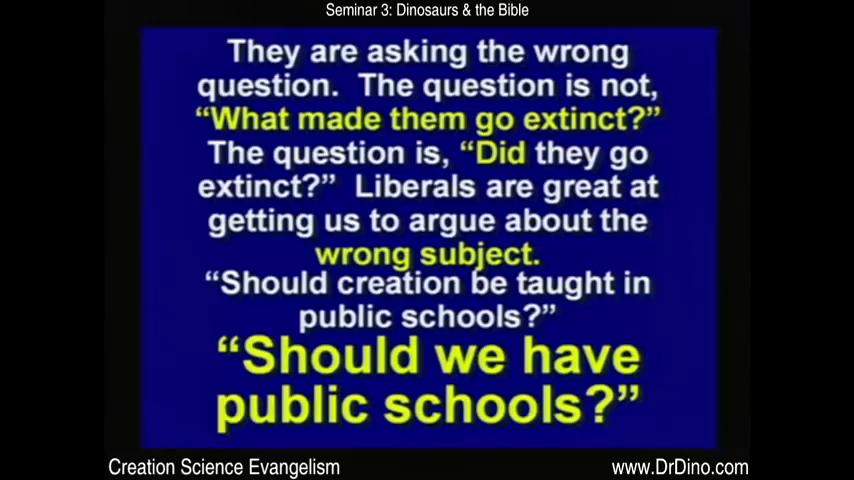 Seminar 3: Dinosaurs & the Bible
They are asking the wrong
question.  The question is not,
“What made them go extinct?”
The question is, “Did they go
extinct?”  Liberals are great at
getting us to argue about the
wrong subject.
“Should creation be taught in
public schools?”
“Should we have
public schools?”
Creation Science Evangelism
www.DrDino.com